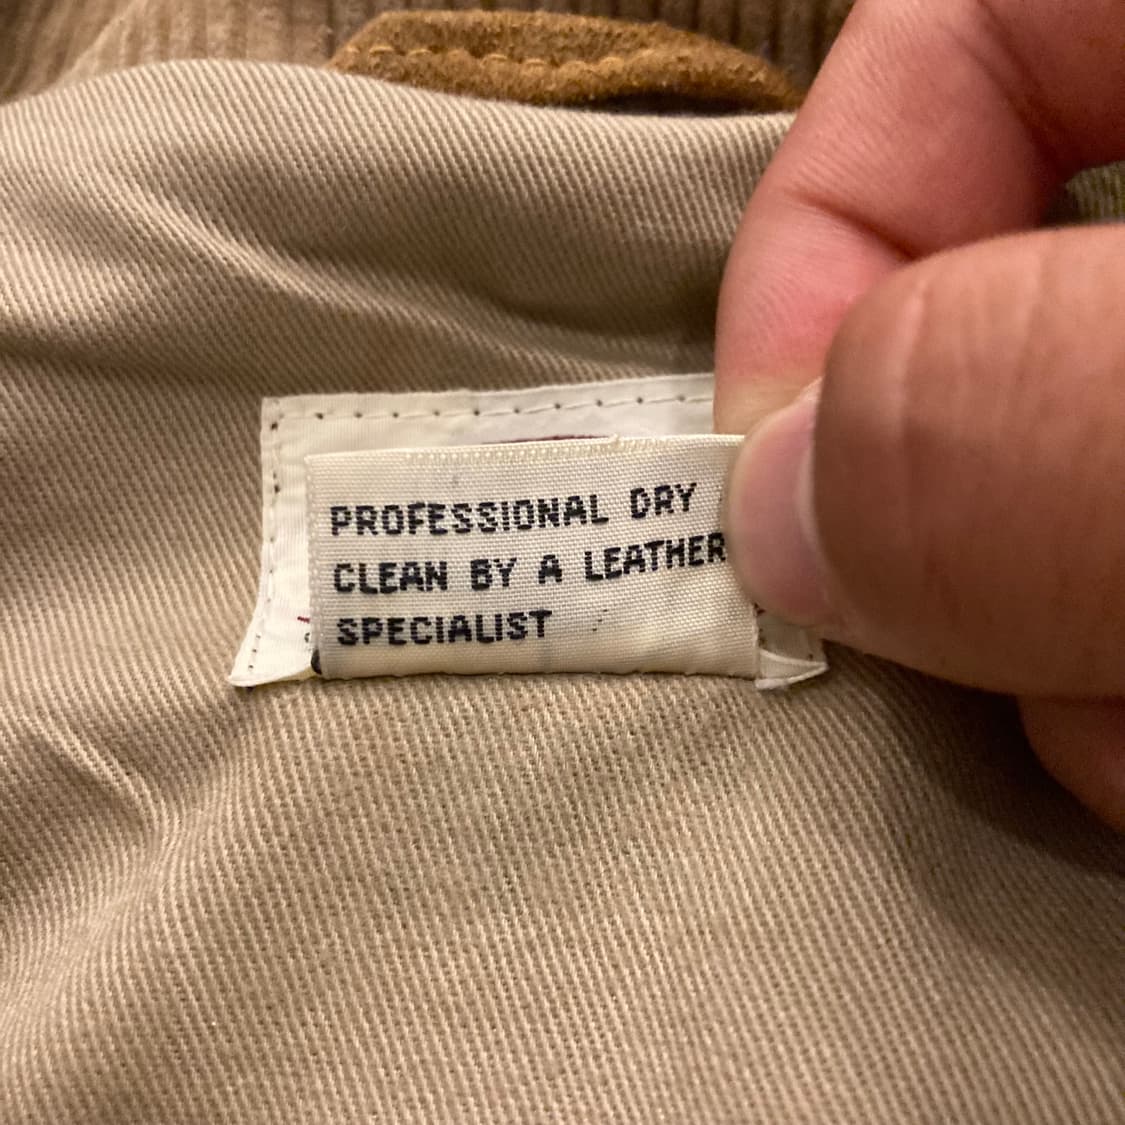 PROFESSIONAL DRY
CLEAN BY A LEATHER
SPECIALIST